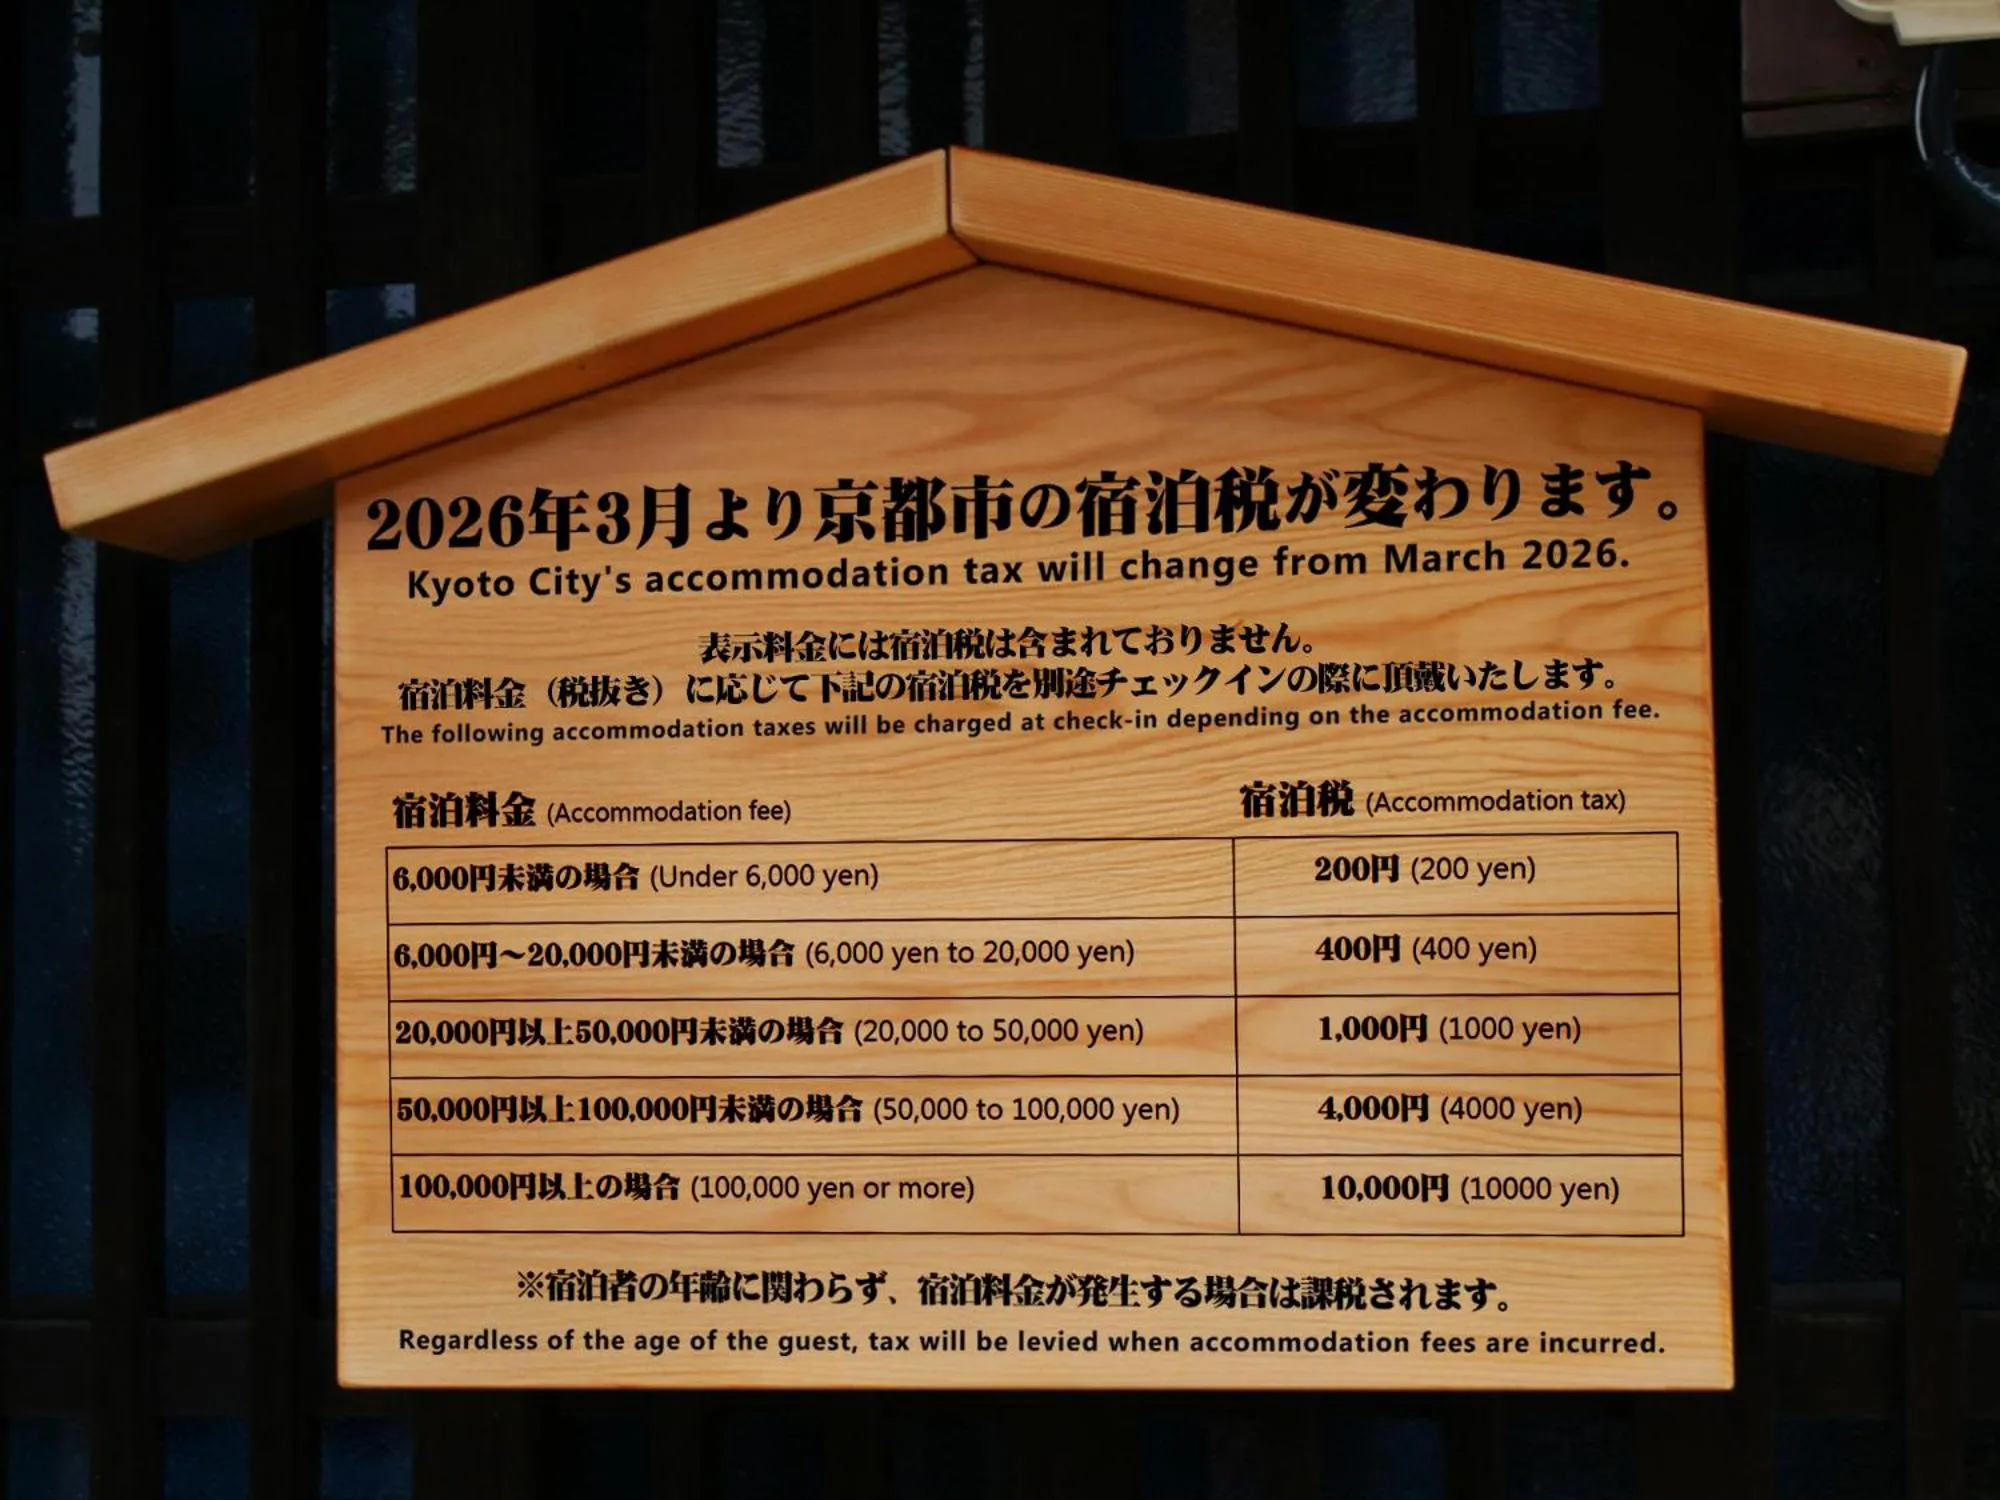 2026年3月より京都市の宿泊税が変わります。
Kyoto City's accommodation tax will change from March 2026.
表示料金には宿泊税は含まれておりません。
宿泊料金（税抜き）に応じて下記の宿泊税を別途チェックインの際に頂戴いたします。
The following accommodation taxes will be charged at check-in depending on the accommodation fee.
宿泊料金 (Accommodation fee) 宿泊税 (Accommodation tax)
6,000円未満の場合 (Under 6,000 yen) 200円 (200 yen)
6,000円～20,000円未満の場合 (6,000 yen to 20,000 yen) 400円 (400 yen)
20,000円以上50,000円未満の場合 (20,000 to 50,000 yen) 1,000円 (1000 yen)
50,000円以上100,000円未満の場合 (50,000 to 100,000 yen) 4,000円 (4000 yen)
100,000円以上の場合 (100,000 yen or more) 10,000円 (10000 yen)
※宿泊者の年齢に関わらず、宿泊料金が発生する場合は課税されます。
Regardless of the age of the guest, tax will be levied when accommodation fees are incurred.